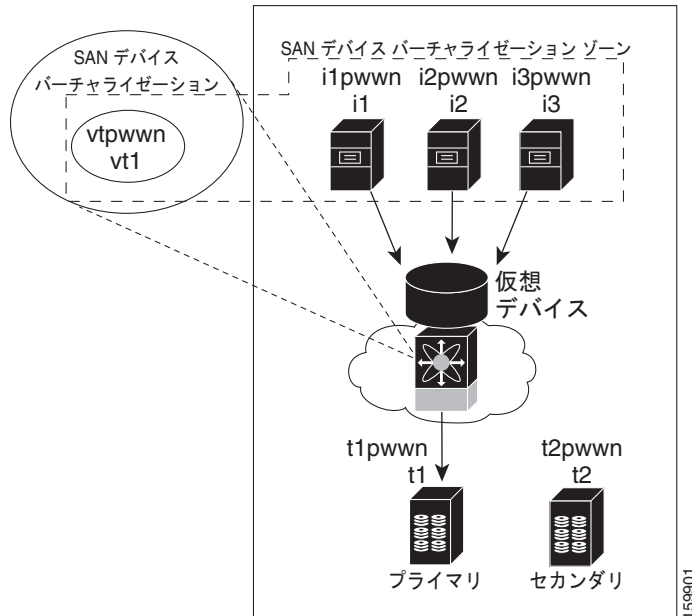 SAN デバイス
バーチャライゼーション
vtpwwn
vt1
SAN デバイス バーチャライゼーション ゾーン
i1pwwn i2pwwn i3pwwn
i1 i2 i3
仮想
デバイス
t1pwwn t2pwwn
t1 t2
プライマリ セカンダリ
159901